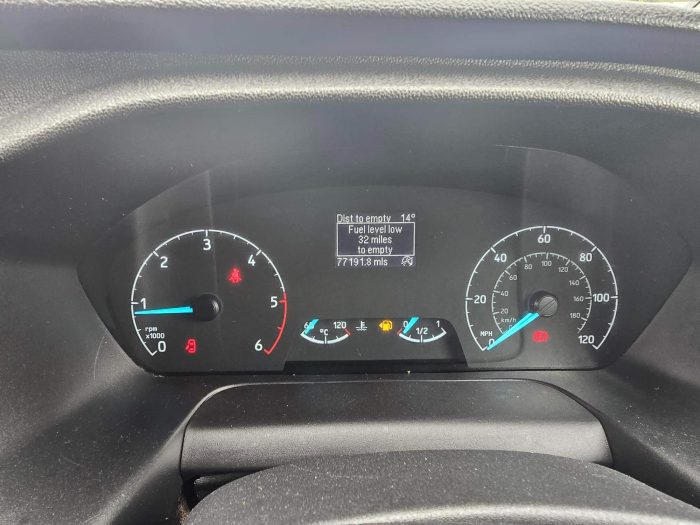 Dist to empty 14°
Fuel level low
32 miles
to empty
77191.8 mls
0
1
2
3
4
5
6
rpm
x1000
60 °C 120
0 1/2 1
0
20
40
60
80
100
120
MPH
20
40
60
80
100
120
140
160
180
km/h